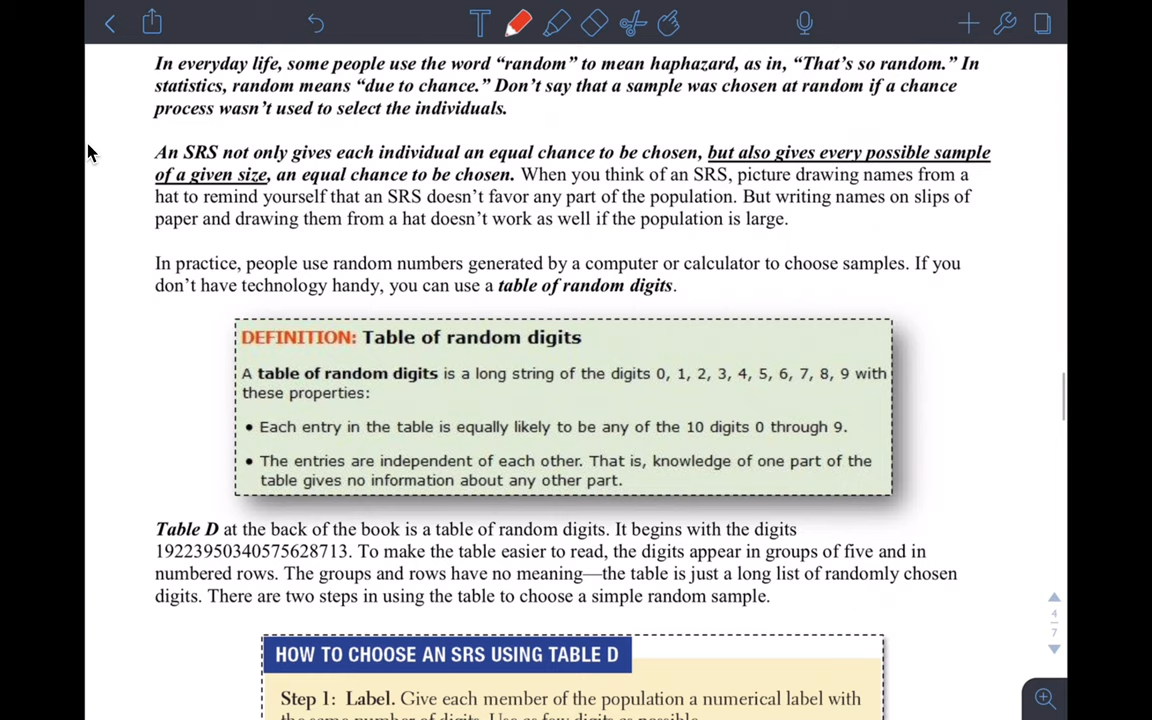 In everyday life, some people use the word “random” to mean haphazard, as in, “That’s so random.” In
statistics, random means “due to chance.” Don’t say that a sample was chosen at random if a chance
process wasn’t used to select the individuals.
An SRS not only gives each individual an equal chance to be chosen, but also gives every possible sample
of a given size, an equal chance to be chosen. When you think of an SRS, picture drawing names from a
hat to remind yourself that an SRS doesn’t favor any part of the population. But writing names on slips of
paper and drawing them from a hat doesn’t work as well if the population is large.
In practice, people use random numbers generated by a computer or calculator to choose samples. If you
don’t have technology handy, you can use a table of random digits.
DEFINITION: Table of random digits
A table of random digits is a long string of the digits 0, 1, 2, 3, 4, 5, 6, 7, 8, 9 with
these properties:
• Each entry in the table is equally likely to be any of the 10 digits 0 through 9.
• The entries are independent of each other. That is, knowledge of one part of the
table gives no information about any other part.
Table D at the back of the book is a table of random digits. It begins with the digits
19223950340575628713. To make the table easier to read, the digits appear in groups of five and in
numbered rows. The groups and rows have no meaning—the table is just a long list of randomly chosen
digits. There are two steps in using the table to choose a simple random sample.
4
7
HOW TO CHOOSE AN SRS USING TABLE D
Step 1: Label. Give each member of the population a numerical label with
the same number of digits. Use as few digits as possible.